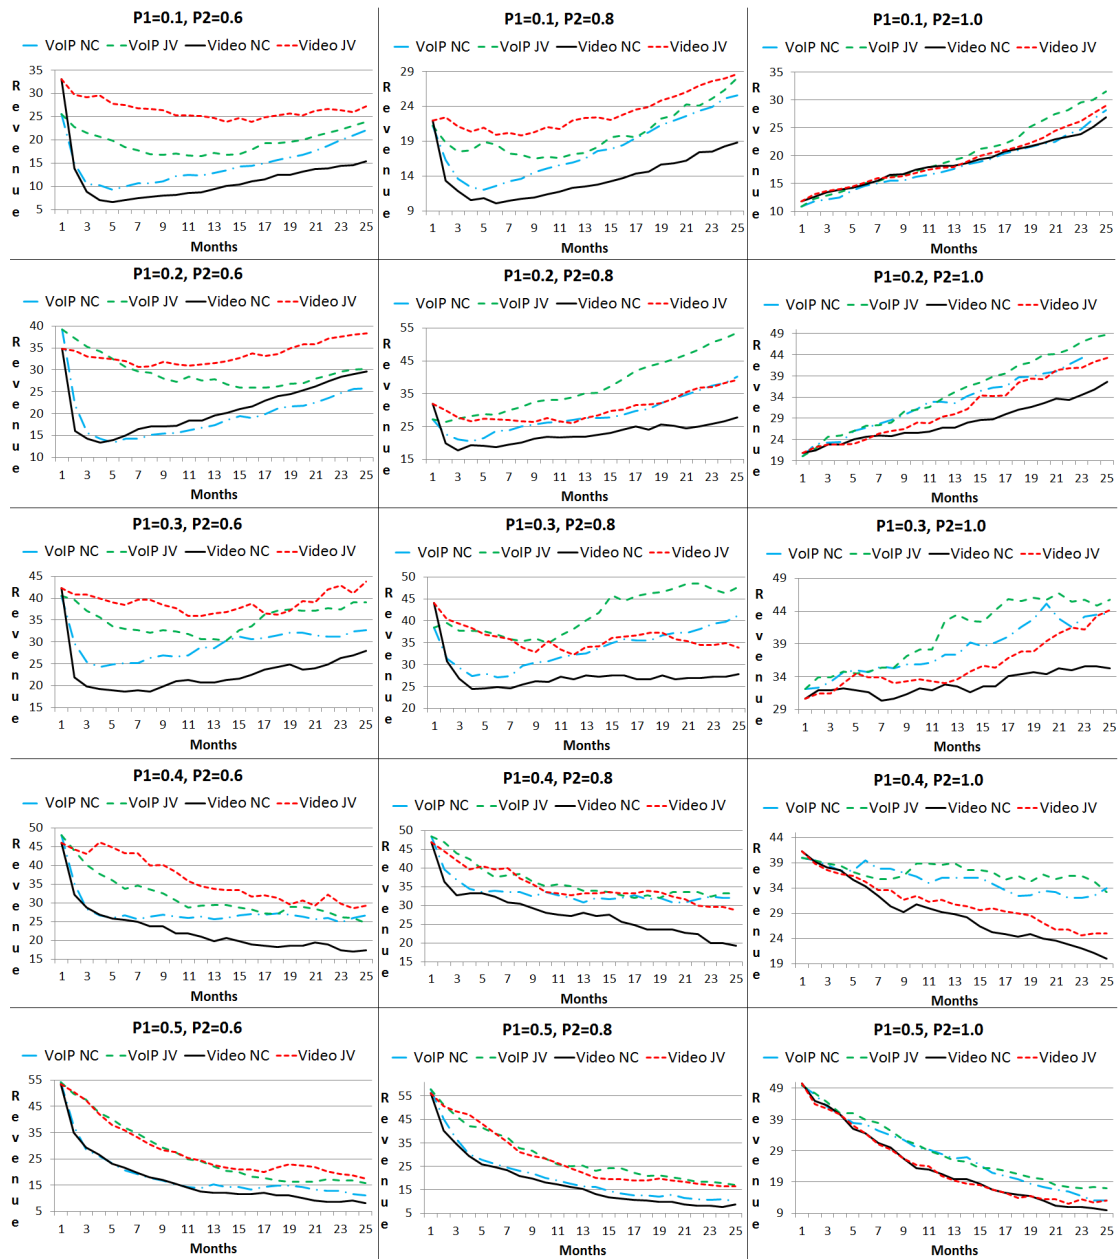 P1=0.1, P2=0.6
VoIP NC VoIP JV Video NC Video JV
Revenue
35
30
25
20
15
10
5
1 3 5 7 9 11 13 15 17 19 21 23 25
Months
P1=0.1, P2=0.8
VoIP NC VoIP JV Video NC Video JV
Revenue
29
24
19
14
9
1 3 5 7 9 11 13 15 17 19 21 23 25
Months
P1=0.1, P2=1.0
VoIP NC VoIP JV Video NC Video JV
Revenue
35
30
25
20
15
10
1 3 5 7 9 11 13 15 17 19 21 23 25
Months
P1=0.2, P2=0.6
VoIP NC VoIP JV Video NC Video JV
Revenue
40
35
30
25
20
15
10
1 3 5 7 9 11 13 15 17 19 21 23 25
Months
P1=0.2, P2=0.8
VoIP NC VoIP JV Video NC Video JV
Revenue
55
45
35
25
15
1 3 5 7 9 11 13 15 17 19 21 23 25
Months
P1=0.2, P2=1.0
VoIP NC VoIP JV Video NC Video JV
Revenue
49
44
39
34
29
24
19
1 3 5 7 9 11 13 15 17 19 21 23 25
Months
P1=0.3, P2=0.6
VoIP NC VoIP JV Video NC Video JV
Revenue
45
40
35
30
25
20
15
1 3 5 7 9 11 13 15 17 19 21 23 25
Months
P1=0.3, P2=0.8
VoIP NC VoIP JV Video NC Video JV
Revenue
50
45
40
35
30
25
20
1 3 5 7 9 11 13 15 17 19 21 23 25
Months
P1=0.3, P2=1.0
VoIP NC VoIP JV Video NC Video JV
Revenue
49
44
39
34
29
1 3 5 7 9 11 13 15 17 19 21 23 25
Months
P1=0.4, P2=0.6
VoIP NC VoIP JV Video NC Video JV
Revenue
50
45
40
35
30
25
20
15
1 3 5 7 9 11 13 15 17 19 21 23 25
Months
P1=0.4, P2=0.8
VoIP NC VoIP JV Video NC Video JV
Revenue
50
45
40
35
30
25
20
15
1 3 5 7 9 11 13 15 17 19 21 23 25
Months
P1=0.4, P2=1.0
VoIP NC VoIP JV Video NC Video JV
Revenue
44
39
34
29
24
19
1 3 5 7 9 11 13 15 17 19 21 23 25
Months
P1=0.5, P2=0.6
VoIP NC VoIP JV Video NC Video JV
Revenue
55
45
35
25
15
5
1 3 5 7 9 11 13 15 17 19 21 23 25
Months
P1=0.5, P2=0.8
VoIP NC VoIP JV Video NC Video JV
Revenue
55
45
35
25
15
5
1 3 5 7 9 11 13 15 17 19 21 23 25
Months
P1=0.5, P2=1.0
VoIP NC VoIP JV Video NC Video JV
Revenue
49
39
29
19
9
1 3 5 7 9 11 13 15 17 19 21 23 25
Months